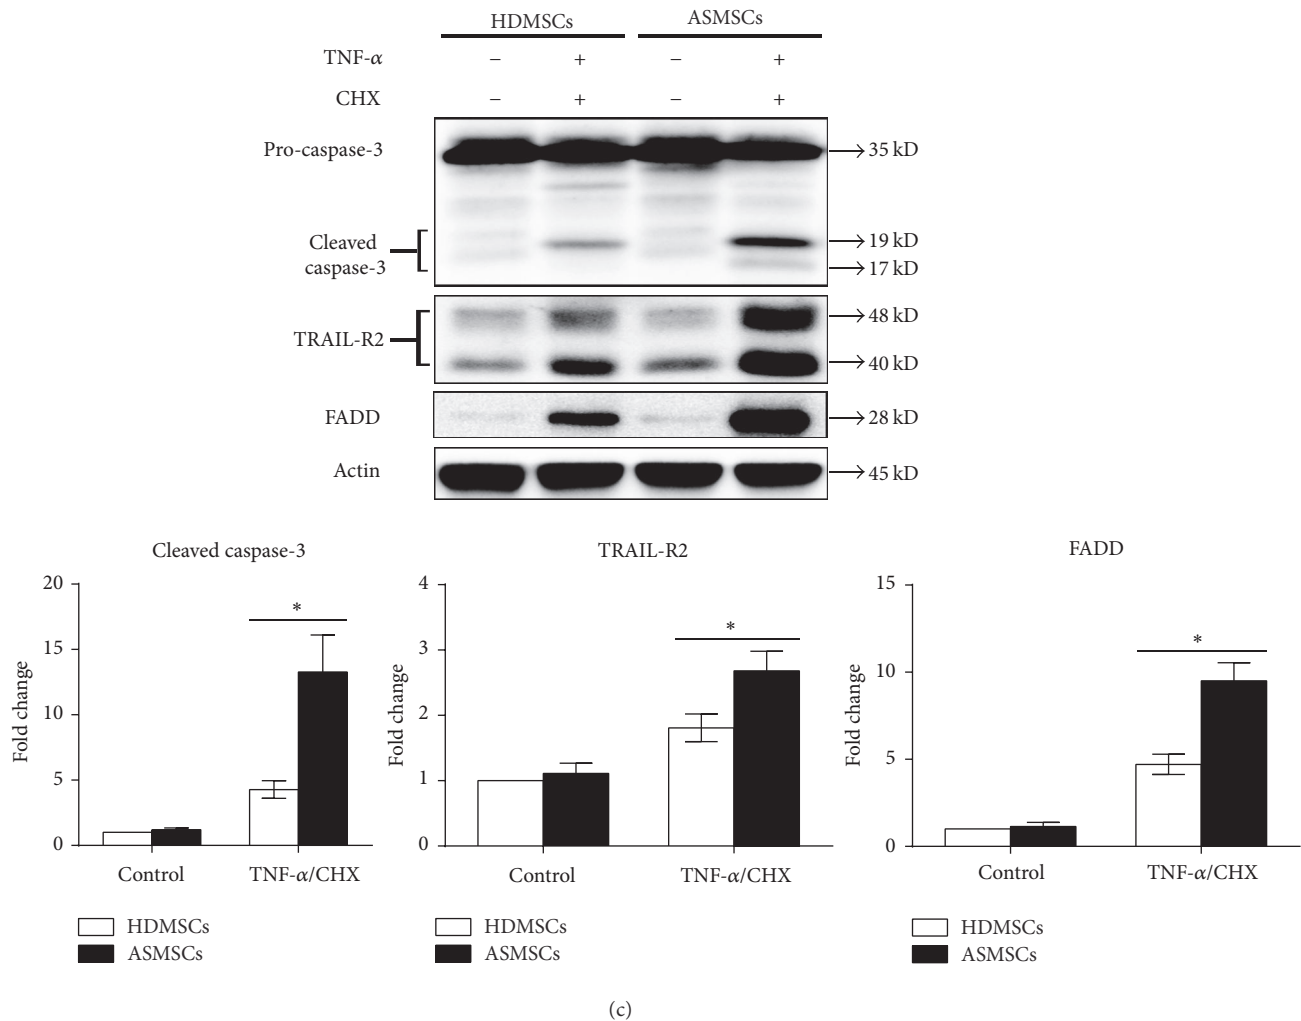 HDMSCs ASMSCs
TNF-α − + − +
CHX − + − +
Pro-caspase-3 35 kD
Cleaved
caspase-3
19 kD
17 kD
TRAIL-R2
48 kD
40 kD
FADD 28 kD
Actin 45 kD
Cleaved caspase-3
20
15
10
5
0
Fold change
*
Control TNF-α/CHX
HDMSCs
ASMSCs
TRAIL-R2
4
3
2
1
0
Fold change
*
Control TNF-α/CHX
HDMSCs
ASMSCs
FADD
15
10
5
0
Fold change
*
Control TNF-α/CHX
HDMSCs
ASMSCs
(c)